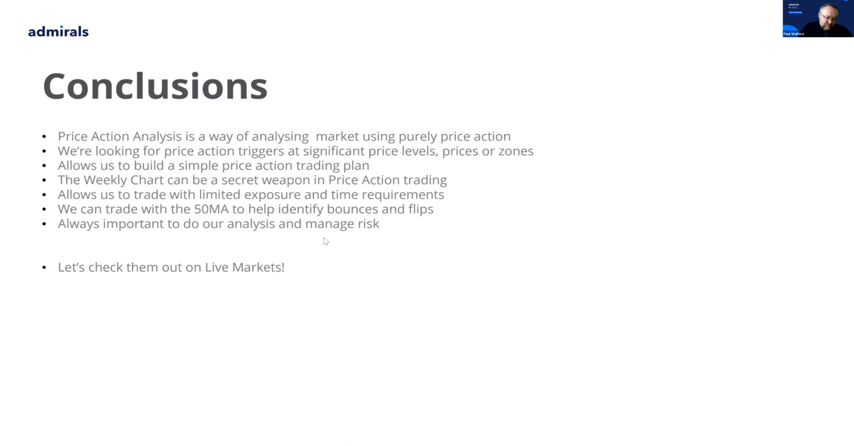 admirals
Conclusions
• Price Action Analysis is a way of analysing  market using purely price action
• We're looking for price action triggers at significant price levels, prices or zones
• Allows us to build a simple price action trading plan
• The Weekly Chart can be a secret weapon in Price Action trading
• Allows us to trade with limited exposure and time requirements
• We can trade with the 50MA to help identify bounces and flips
• Always important to do our analysis and manage risk
• Let's check them out on Live Markets!